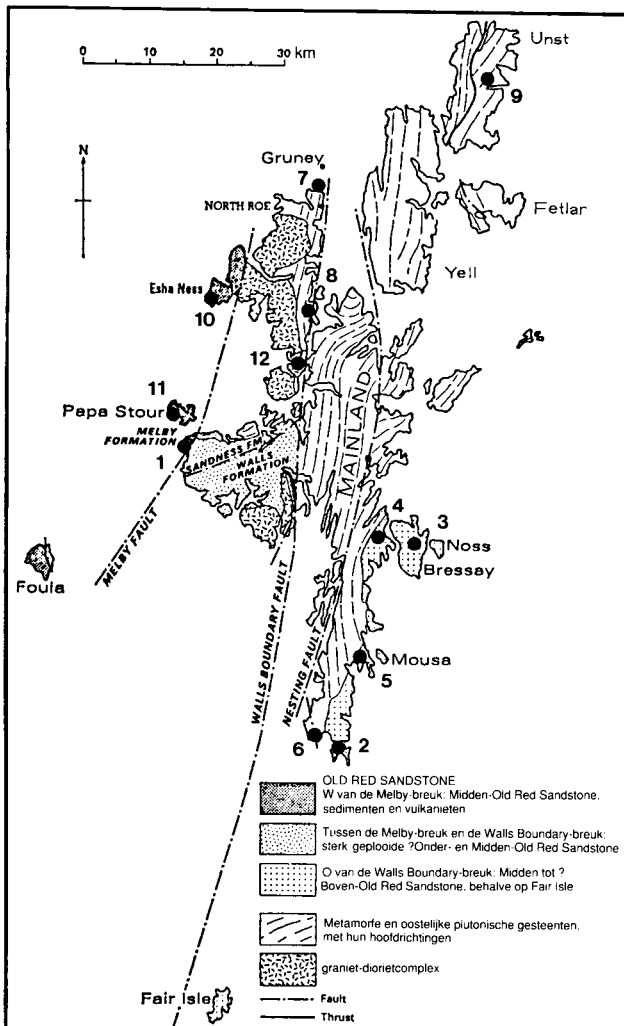 0 15 30 km
Unst
9
N
Gruney
7
NORTH ROE
Fetlar
Yell
Esha Ness
10
8
12
11
Papa Stour
MELBY
FORMATION
1
SANDNESS FM
WALLS
FORMATION
MAINLAND
MELBY FAULT
Foula
4
3
Noss
Bressay
WALLS BOUNDARY FAULT
NESTING FAULT
Mousa
5
6
2
OLD RED SANDSTONE
W van de Melby-breuk: Midden-Old Red Sandstone.
sedimenten en vulkanieten
Tussen de Melby-breuk en de Walls Boundary-breuk:
sterk geplooide ?Onder- en Midden-Old Red Sandstone
O van de Walls Boundary-breuk: Midden tot ?
Boven-Old Red Sandstone, behalve op Fair Isle
Metamorfe en oostelijke plutonische gesteenten,
met hun hoofdrichtingen
graniet-diorietcomplex
Fault
Thrust
Fair Isle